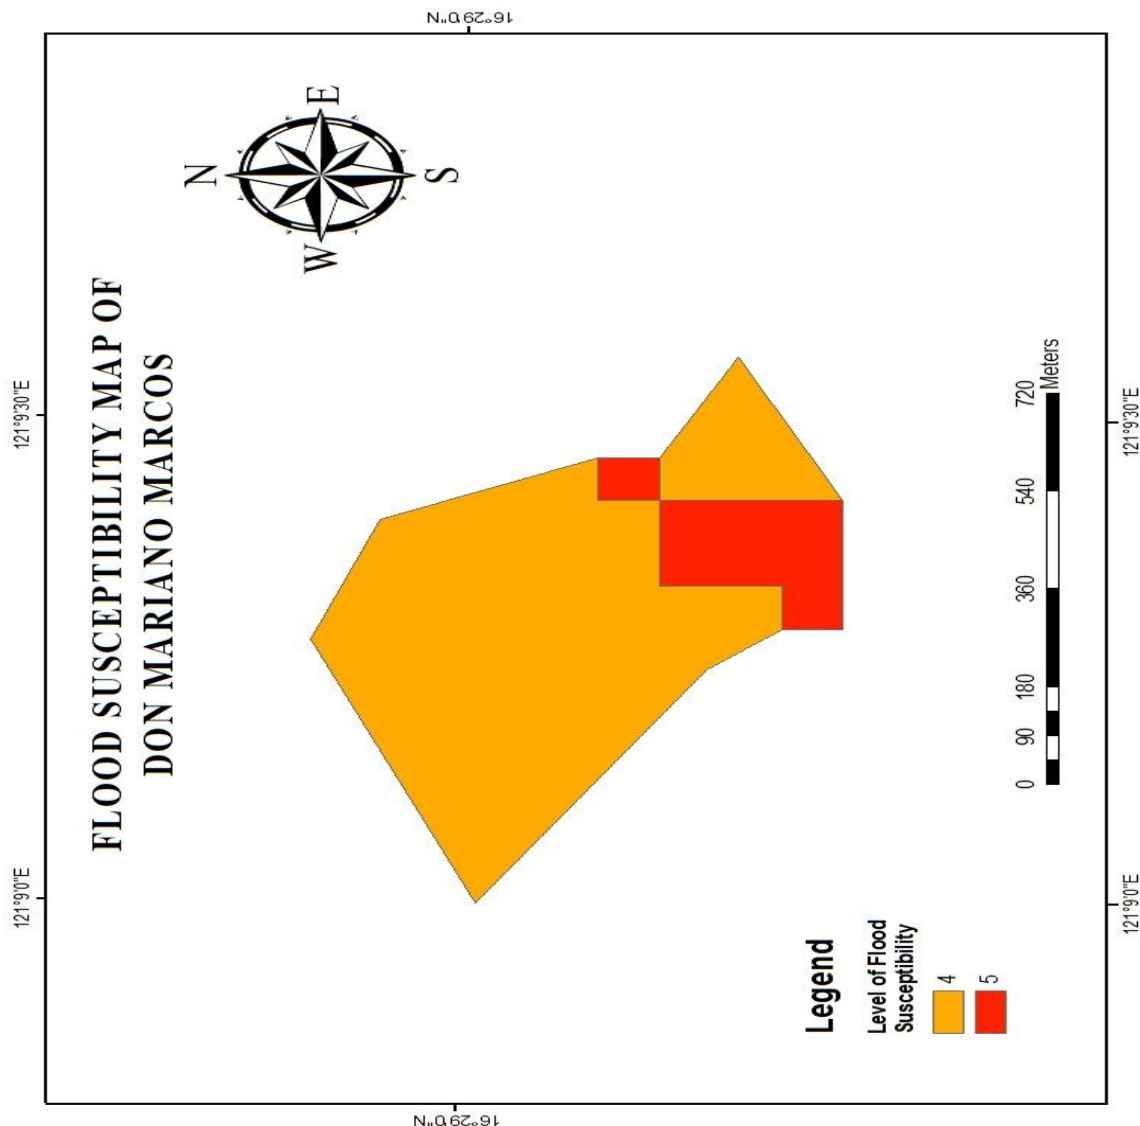 FLOOD SUSCEPTIBILITY MAP OF
DON MARIANO MARCOS
121°9'0"E
121°9'30"E
N
W
E
S
16°29'0"N
16°29'0"N
Legend
Level of Flood
Susceptibility
4
5
0 90 180 360 540 720
Meters
121°9'0"E
121°9'30"E